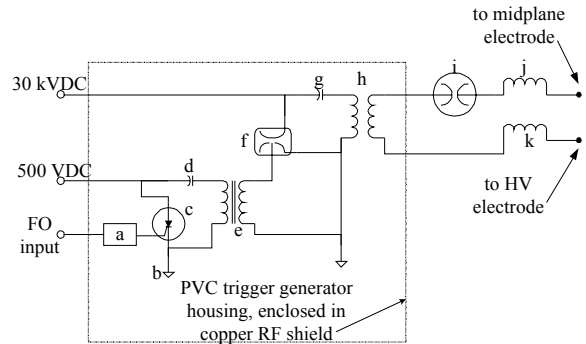 to midplane
electrode
30 kVDC
g
h
i
j
f
k
500 VDC
d
to HV
electrode
c
FO
input
a
e
b
PVC trigger generator
housing, enclosed in
copper RF shield